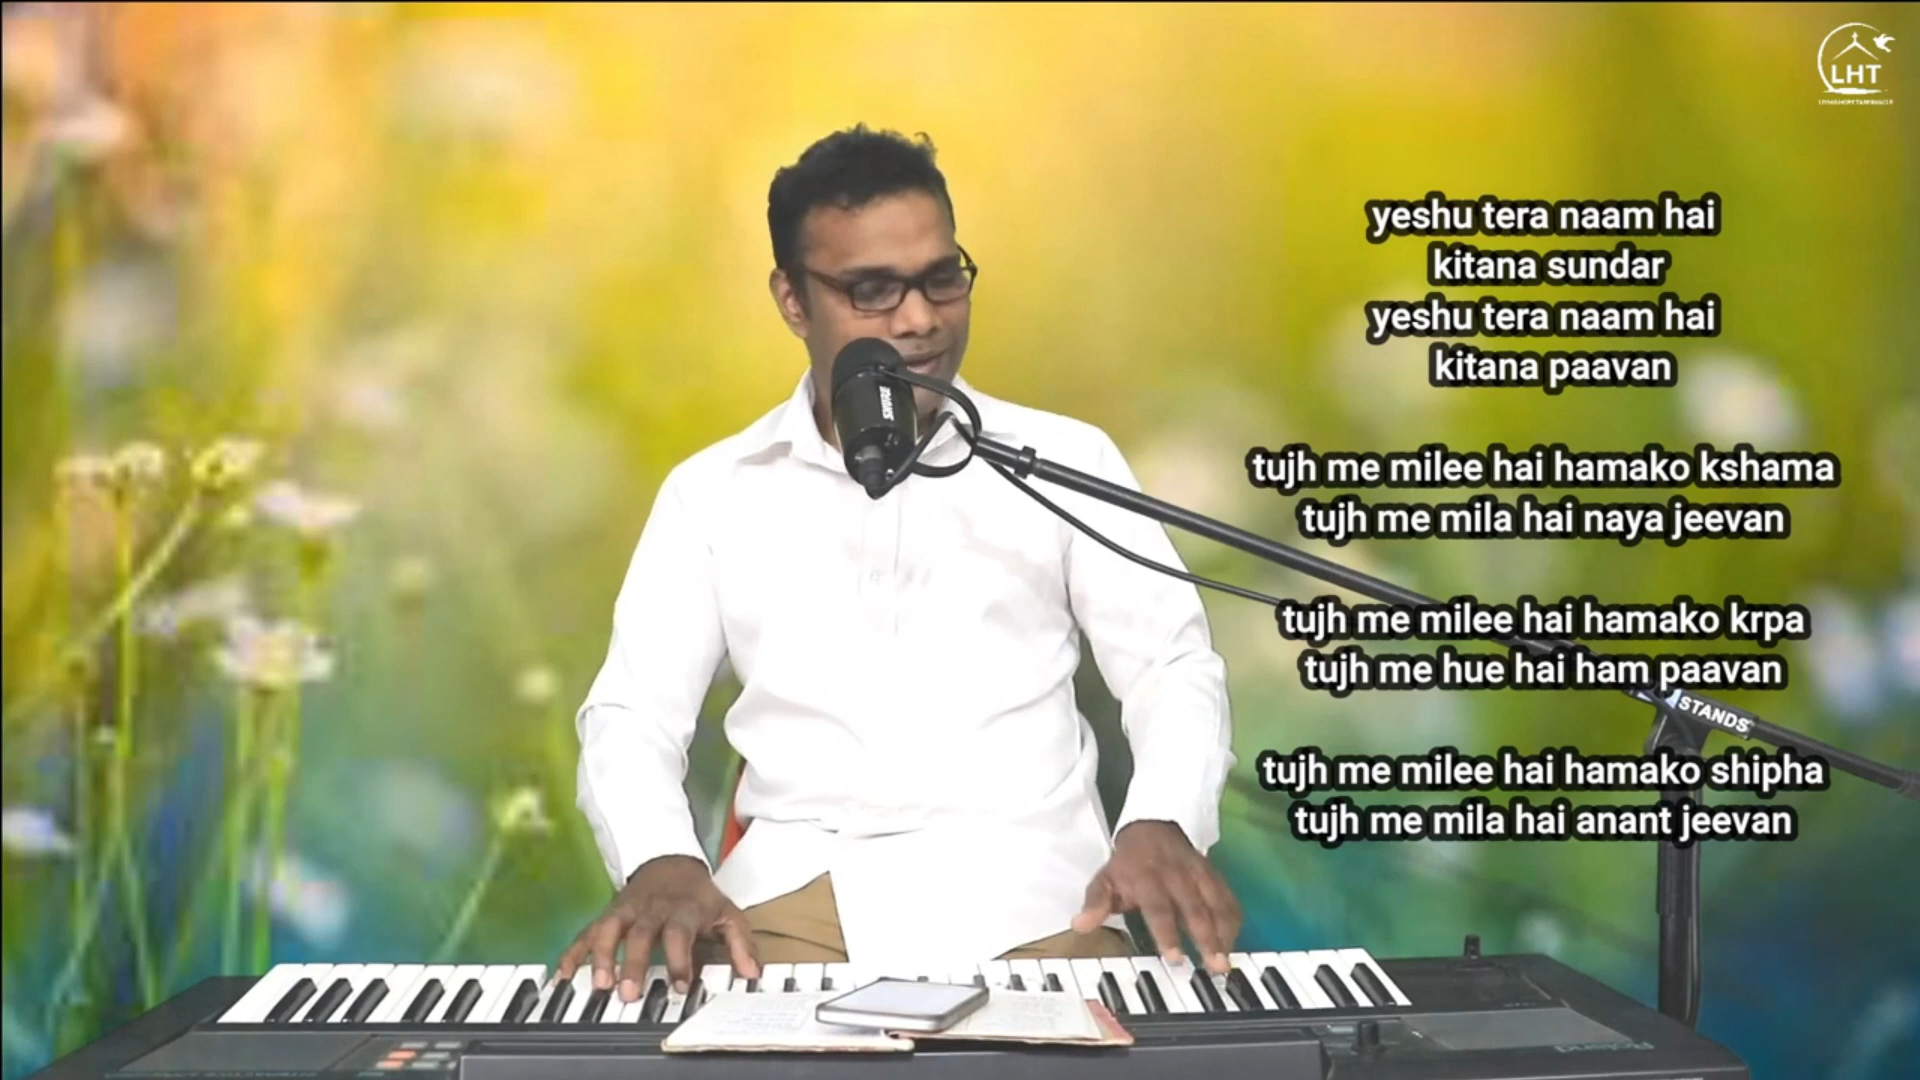 LHT
yeshu tera naam hai
kitana sundar
yeshu tera naam hai
kitana paavan
tujh me milee hai hamako kshama
tujh me mila hai naya jeevan
tujh me milee hai hamako krpa
tujh me hue hai ham paavan
tujh me milee hai hamako shipha
tujh me mila hai anant jeevan
SHURE
STANDS
Roland